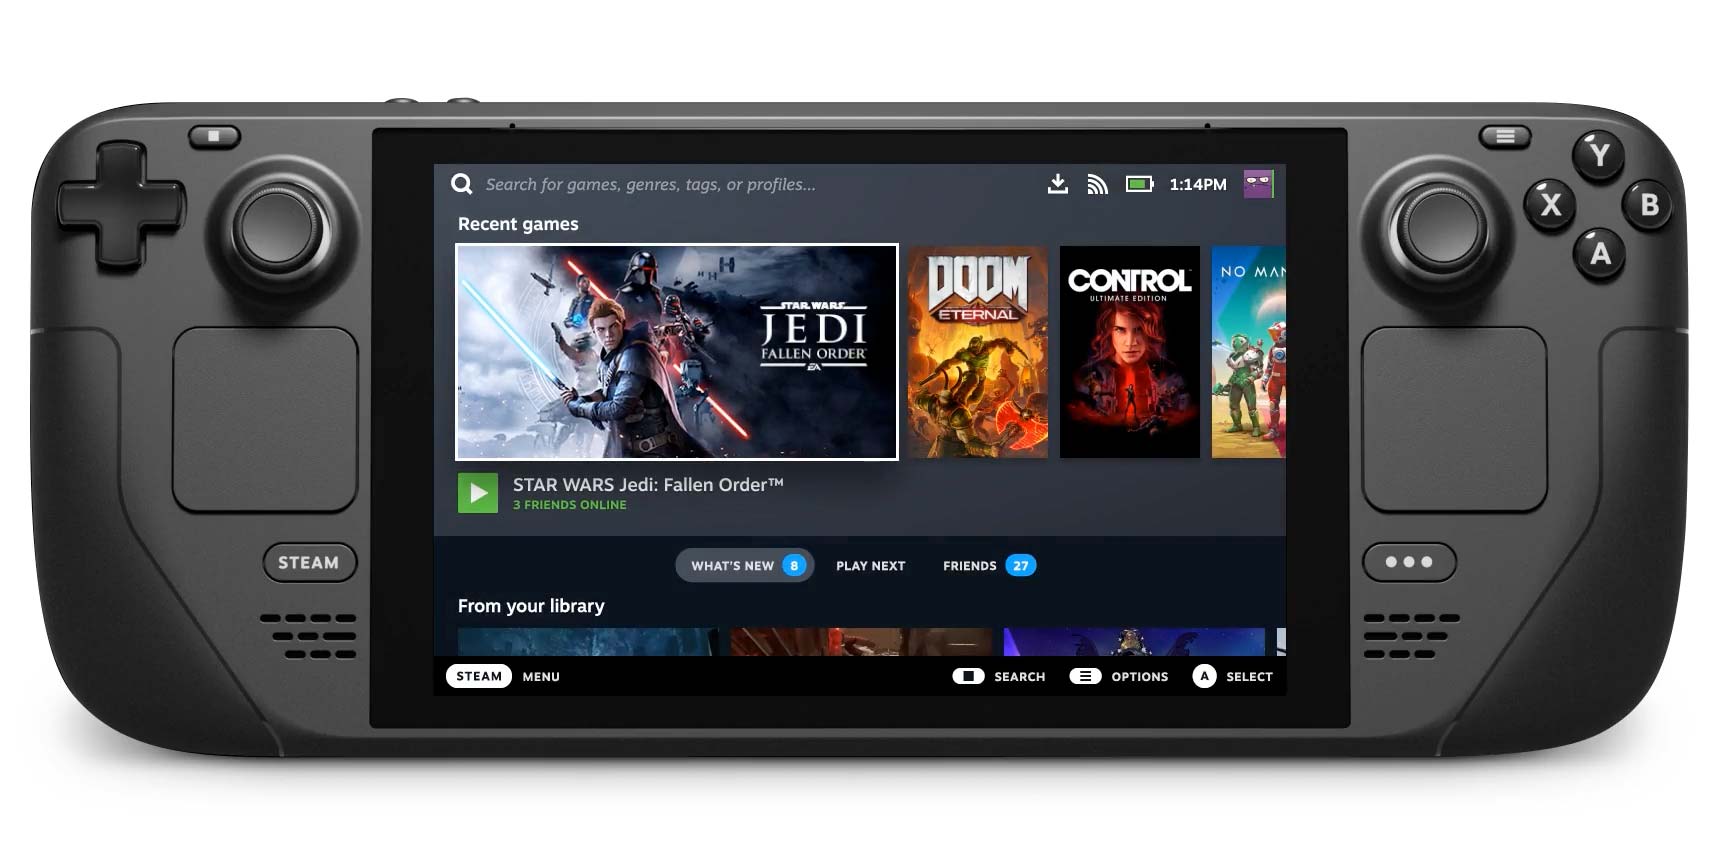 Search for games, genres, tags, or profiles...
1:14PM
Recent games
STAR WARS
JEDI
FALLEN ORDER
EA
DOOM
ETERNAL
CONTROL
ULTIMATE EDITION
NO MAN
STAR WARS Jedi: Fallen Order™
3 FRIENDS ONLINE
WHAT'S NEW 8
PLAY NEXT
FRIENDS 27
From your library
STEAM MENU
SEARCH
OPTIONS
A SELECT
STEAM
Y
X
B
A